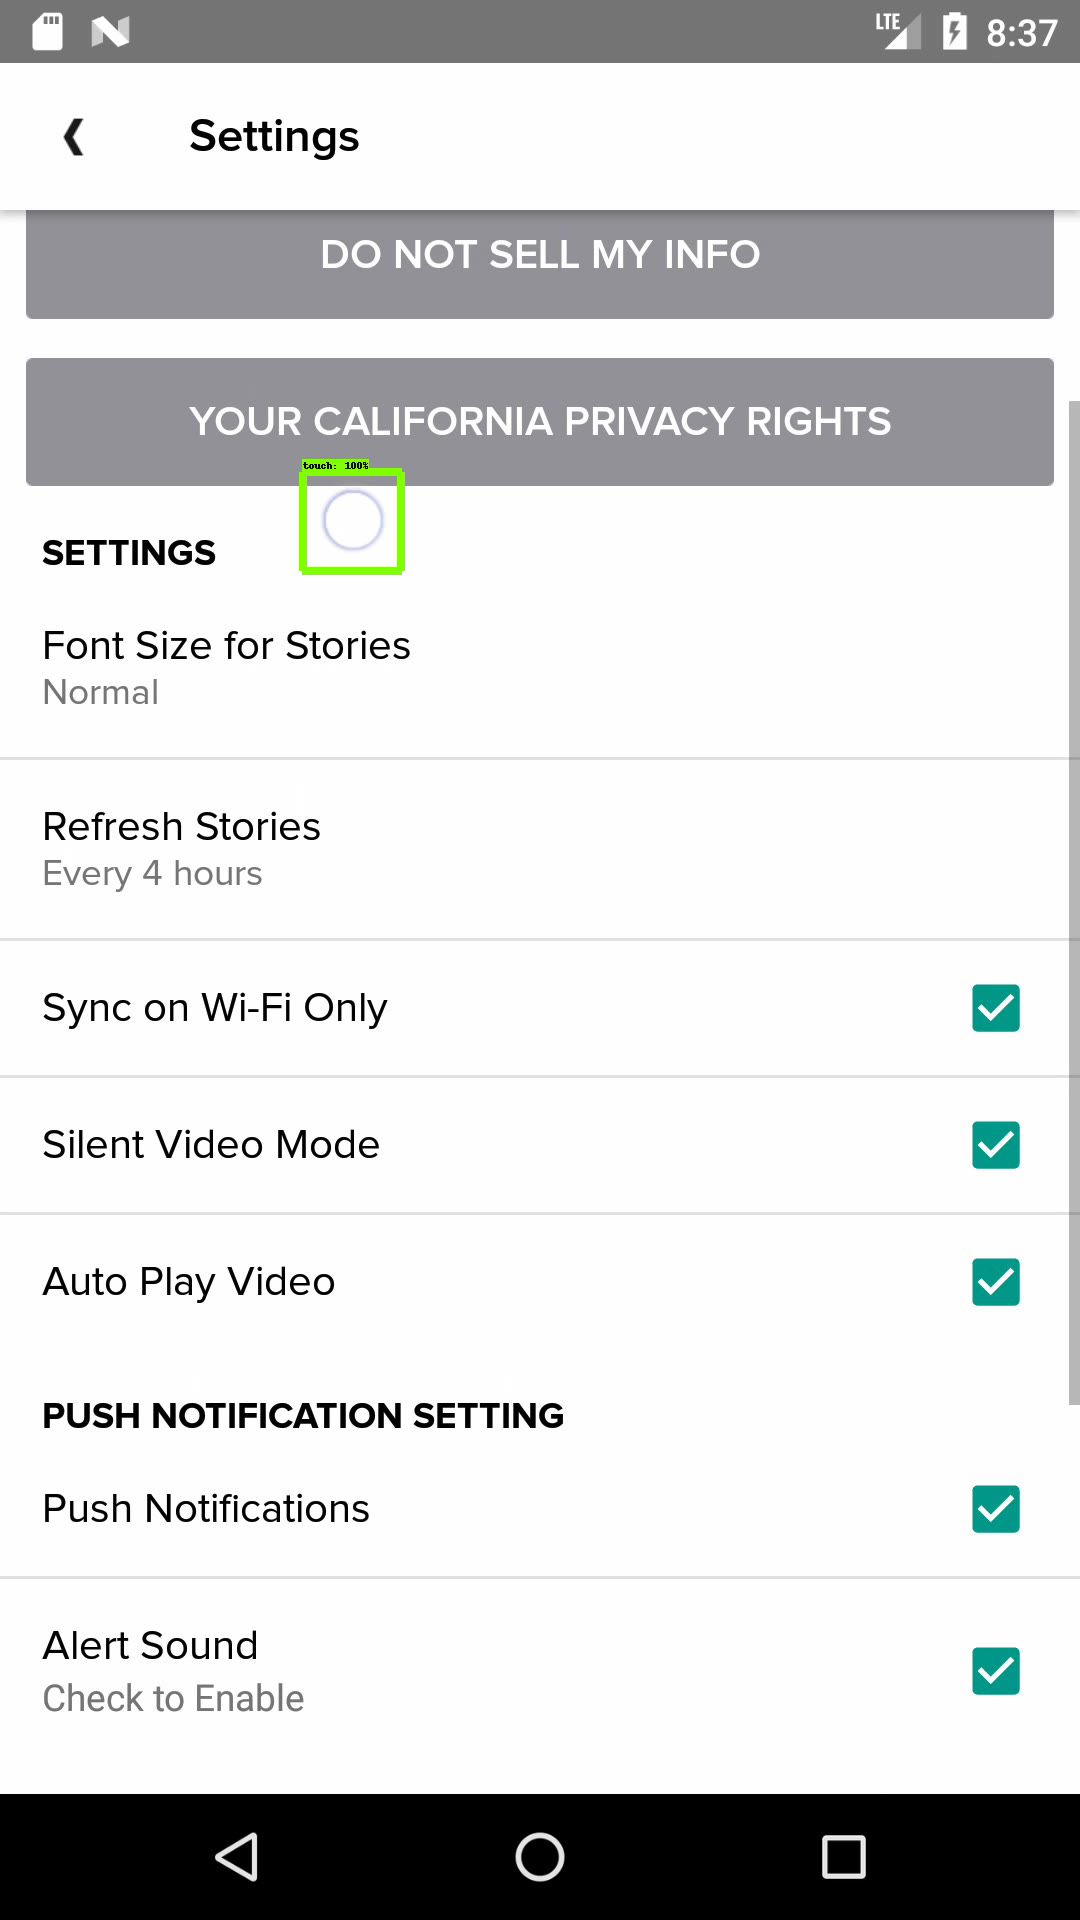 LTE 8:37
Settings
DO NOT SELL MY INFO
YOUR CALIFORNIA PRIVACY RIGHTS
touch: 100%
SETTINGS
Font Size for Stories
Normal
Refresh Stories
Every 4 hours
Sync on Wi-Fi Only
Silent Video Mode
Auto Play Video
PUSH NOTIFICATION SETTING
Push Notifications
Alert Sound
Check to Enable